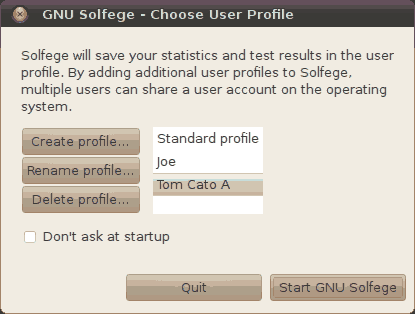 GNU Solfege - Choose User Profile
Solfege will save your statistics and test results in the user
profile. By adding additional user profiles to Solfege,
multiple users can share a user account on the operating
system.
Create profile...
Rename profile...
Delete profile...
Standard profile
Joe
Tom Cato A
Don't ask at startup
Quit
Start GNU Solfege